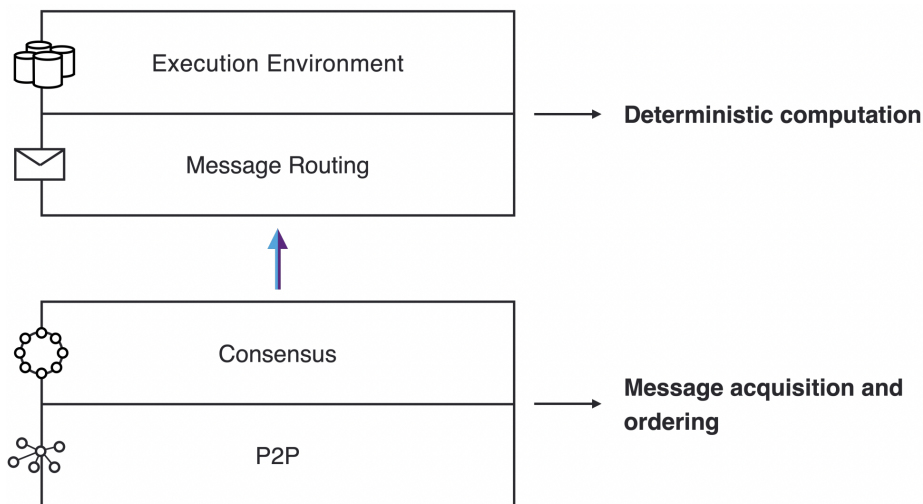 Execution Environment
Deterministic computation
Message Routing
Consensus
Message acquisition and
ordering
P2P